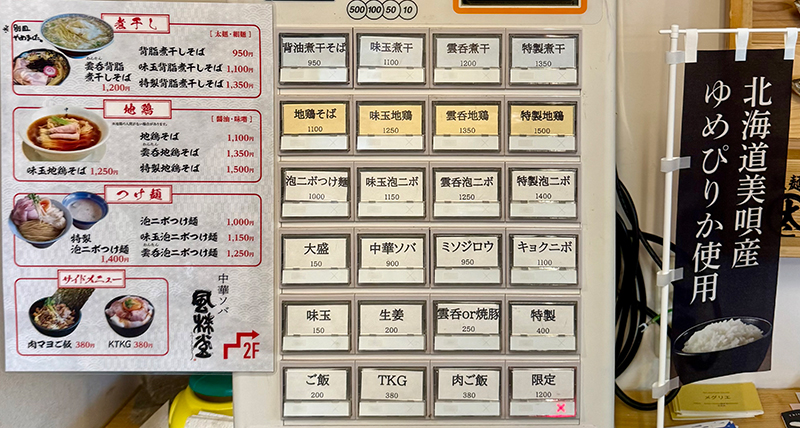 煮干し
[太麺・細麺]
背脂煮干しそば 950円
雲呑背脂
煮干しそば
1,200円
味玉背脂煮干しそば 1,100円
特製背脂煮干しそば 1,350円
地鶏
[醤油・味噌]
地鶏そば 1,100円
雲呑地鶏そば 1,350円
味玉地鶏そば 1,250円
特製地鶏そば 1,500円
つけ麺
泡ニボつけ麺 1,000円
味玉泡ニボつけ麺 1,150円
雲呑泡ニボつけ麺 1,250円
特製
泡ニボつけ麺
1,400円
サイドメニュー
肉マヨご飯 380円
KTKG 380円
中華ソバ
2F
500 100 50 10
背油煮干そば 950
味玉煮干 1100
雲呑煮干 1200
特製煮干 1350
地鶏そば 1100
味玉地鶏 1250
雲呑地鶏 1350
特製地鶏 1500
泡ニボつけ麺 1000
味玉泡ニボ 1150
雲呑泡ニボ 1250
特製泡ニボ 1400
大盛 150
中華ソバ 900
ミソジロウ 950
キョクニボ 1100
味玉 150
生姜 200
雲呑or焼豚 250
特製 400
ご飯 200
TKG 380
肉ご飯 380
限定 1200
北海道美唄産
ゆめぴりか使用